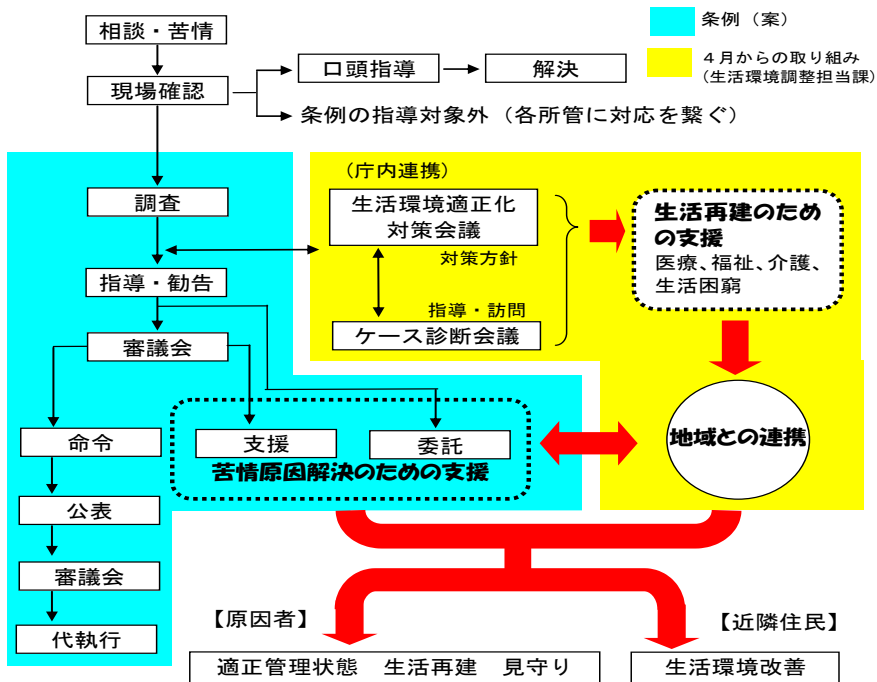 相談・苦情
条例（案）
４月からの取り組み
（生活環境調整担当課）
現場確認
口頭指導
解決
条例の指導対象外（各所管に対応を繋ぐ）
（庁内連携）
調査
生活環境適正化
対策会議
対策方針
指導・訪問
ケース診断会議
生活再建のため
の支援
医療、福祉、介護、
生活困窮
指導・勧告
審議会
命令
支援
委託
苦情原因解決のための支援
地域との連携
公表
審議会
代執行
【原因者】
【近隣住民】
適正管理状態　生活再建　見守り
生活環境改善